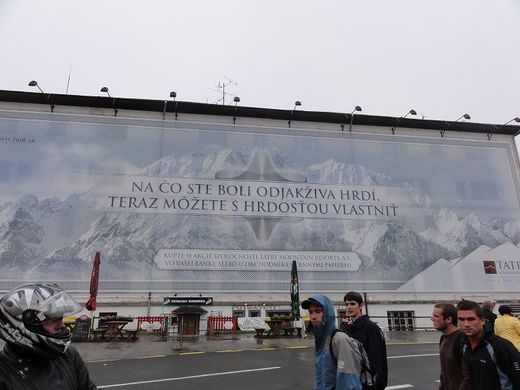 NA ČO STE BOLI ODJAKŽIVA HRDÍ,
TERAZ MÔŽETE S HRDOSŤOU VLASTNIŤ
KÚPTE SI AKCIE SPOLOČNOSTI TATRY MOUNTAIN RESORTS, A.S.
VO VAŠEJ BANKE ALEBO U OBCHODNÍKA S CENNÝMI PAPIERMI.
TATR